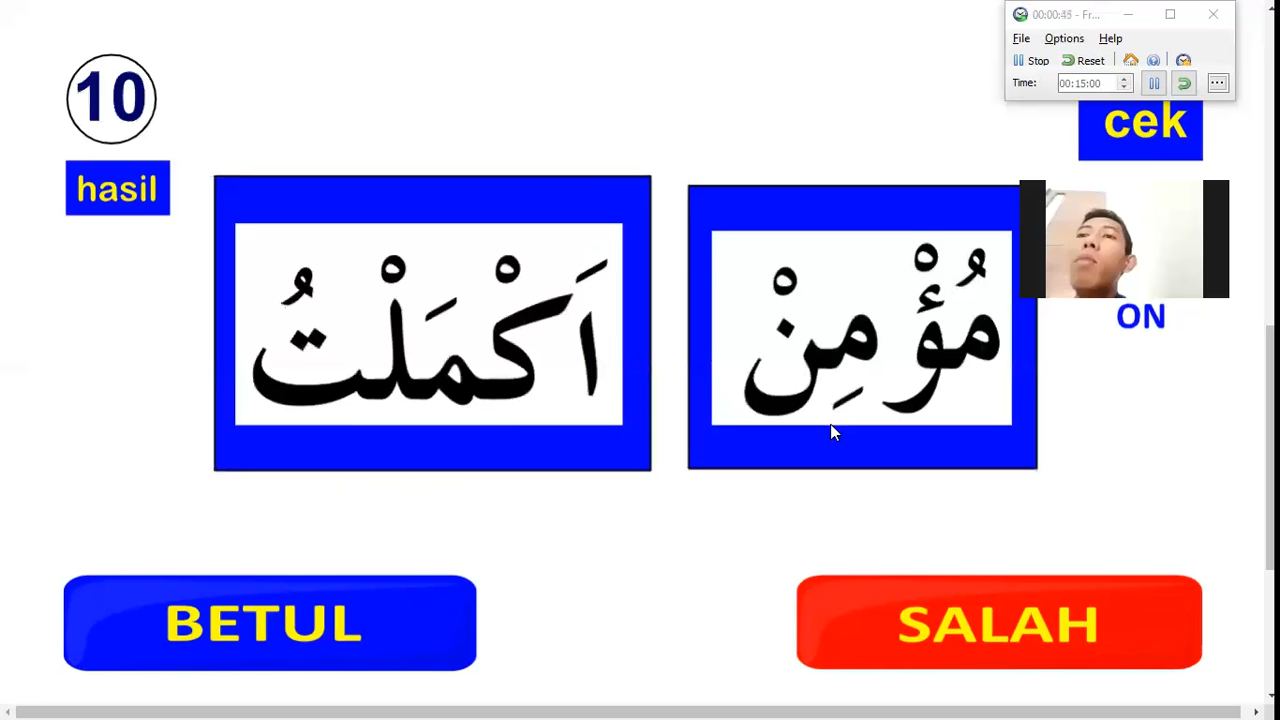 00:00:45 - Fr...
File Options Help
Stop Reset
Time: 00:15:00
10
cek
hasil
مُؤْمِنْ
اَكْمَلْتُ
ON
BETUL
SALAH